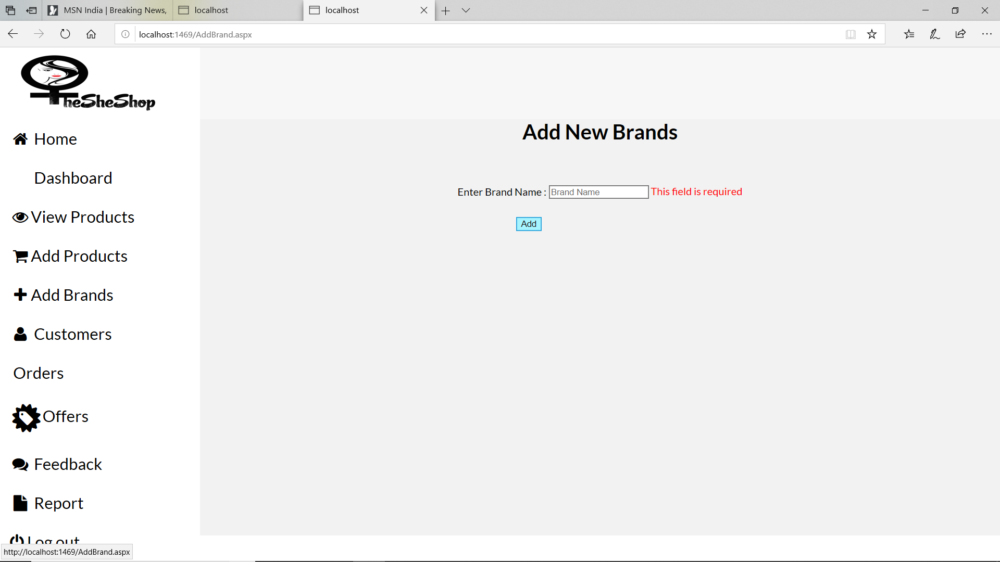 MSN India | Breaking News,
localhost
localhost
localhost:1469/AddBrand.aspx
TheSheShop
Add New Brands
Home
Dashboard
Enter Brand Name : Brand Name This field is required
View Products
Add
Add Products
Add Brands
Customers
Orders
Offers
Feedback
Report
Log out
http://localhost:1469/AddBrand.aspx